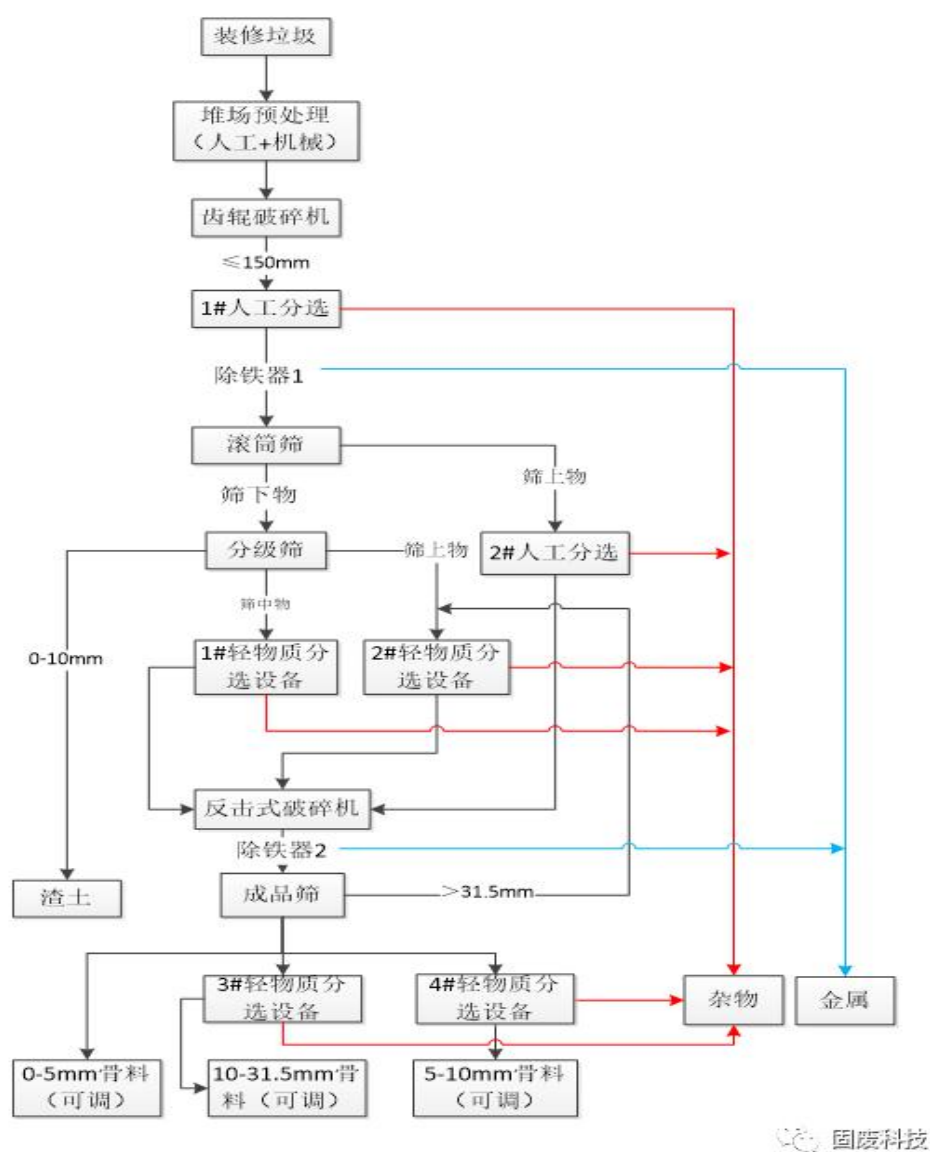 装修垃圾
堆场预处理
（人工+机械）
齿辊破碎机
≤150mm
1#人工分选
除铁器1
滚筒筛
筛上物
筛下物
分级筛
筛上物
2#人工分选
筛中物
0-10mm
1#轻物质分
选设备
2#轻物质分
选设备
反击式破碎机
除铁器2
渣土
成品筛
＞31.5mm
3#轻物质分
选设备
4#轻物质分
选设备
杂物
金属
0-5mm骨料
（可调）
10-31.5mm骨
料（可调）
5-10mm骨料
（可调）
固废科技